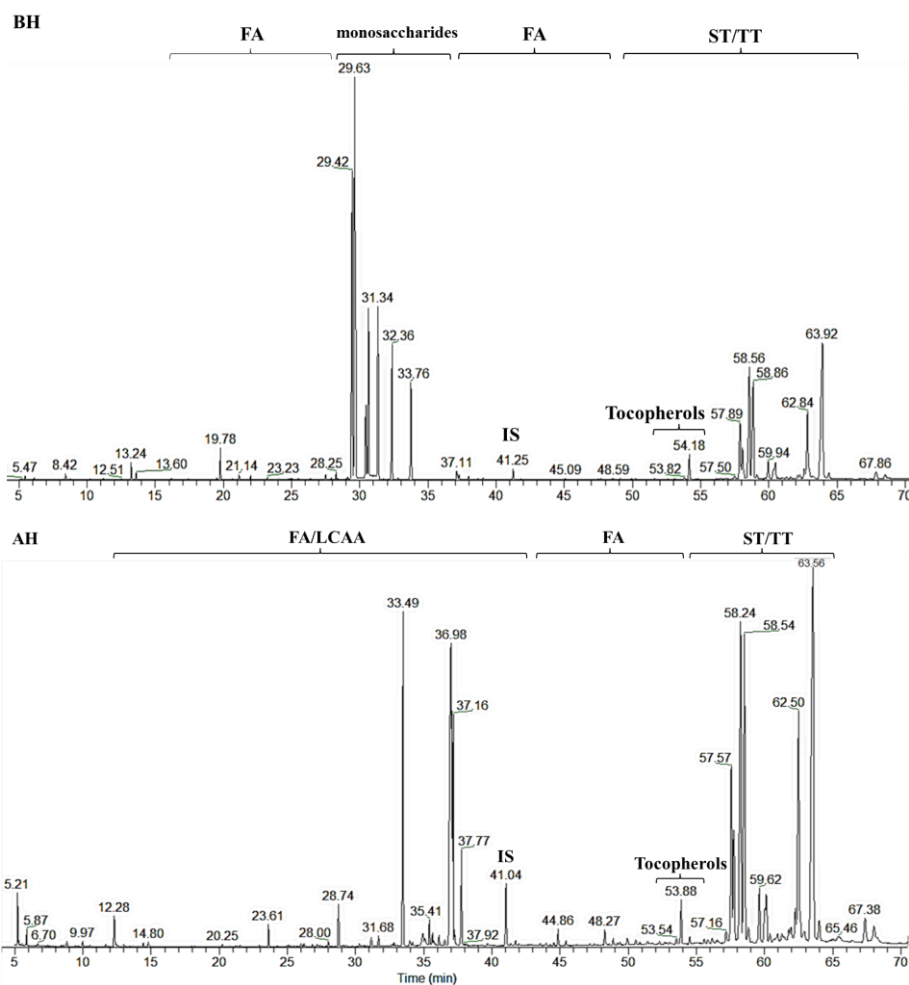 BH
FA monosaccharides FA ST/TT
29.63
29.42
31.34
32.36
33.76
63.92
58.56
58.86
57.89
62.84
Tocopherols
IS
19.78
54.18
59.94
5.47 8.42 12.51 13.24 13.60 21.14 23.23 28.25 37.11 41.25 45.09 48.59 53.82 57.50 67.86
5 10 15 20 25 30 35 40 45 50 55 60 65 70
AH
FA/LCAA FA ST/TT
63.56
33.49
58.24
58.54
36.98
37.16
62.50
57.57
37.77
IS
41.04
Tocopherols
5.21
53.88
59.62
5.87
12.28
28.74
6.70 9.97 14.80 20.25 23.61 28.00 31.68 35.41 37.92 44.86 48.27 53.54 57.16 65.46 67.38
5 10 15 20 25 30 35 40 45 50 55 60 65 70
Time (min)